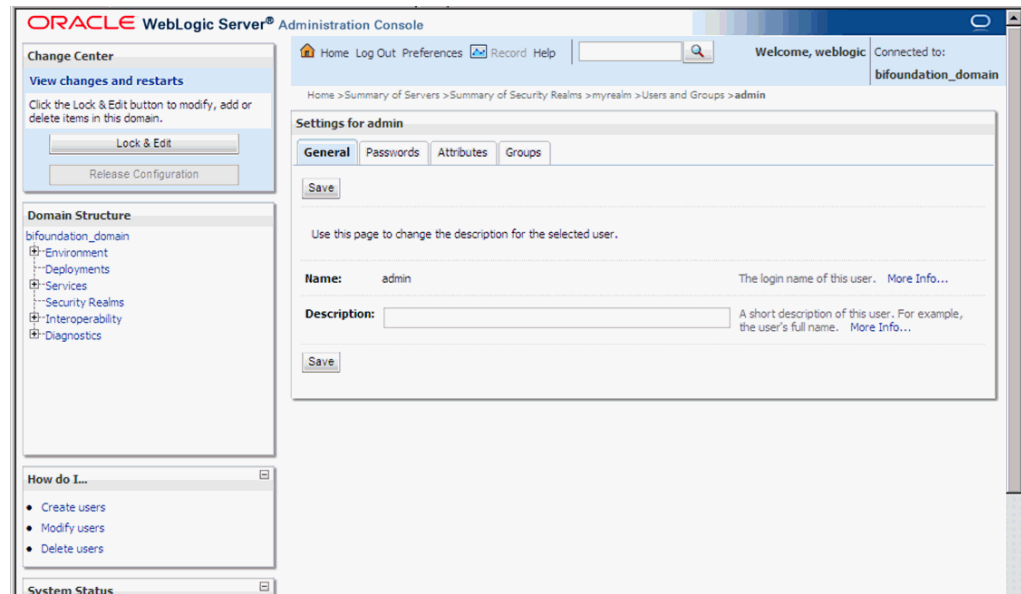 ORACLE WebLogic Server® Administration Console
Change Center
View changes and restarts
Click the Lock & Edit button to modify, add or
delete items in this domain.
Lock & Edit
Release Configuration
Domain Structure
bifoundation_domain
Environment
Deployments
Services
Security Realms
Interoperability
Diagnostics
How do I...
Create users
Modify users
Delete users
System Status
Home Log Out Preferences Record Help
Welcome, weblogic
Connected to:
bifoundation_domain
Home >Summary of Servers >Summary of Security Realms >myrealm >Users and Groups >admin
Settings for admin
General Passwords Attributes Groups
Save
Use this page to change the description for the selected user.
Name: admin The login name of this user. More Info...
Description: A short description of this user. For example,
the user's full name. More Info...
Save